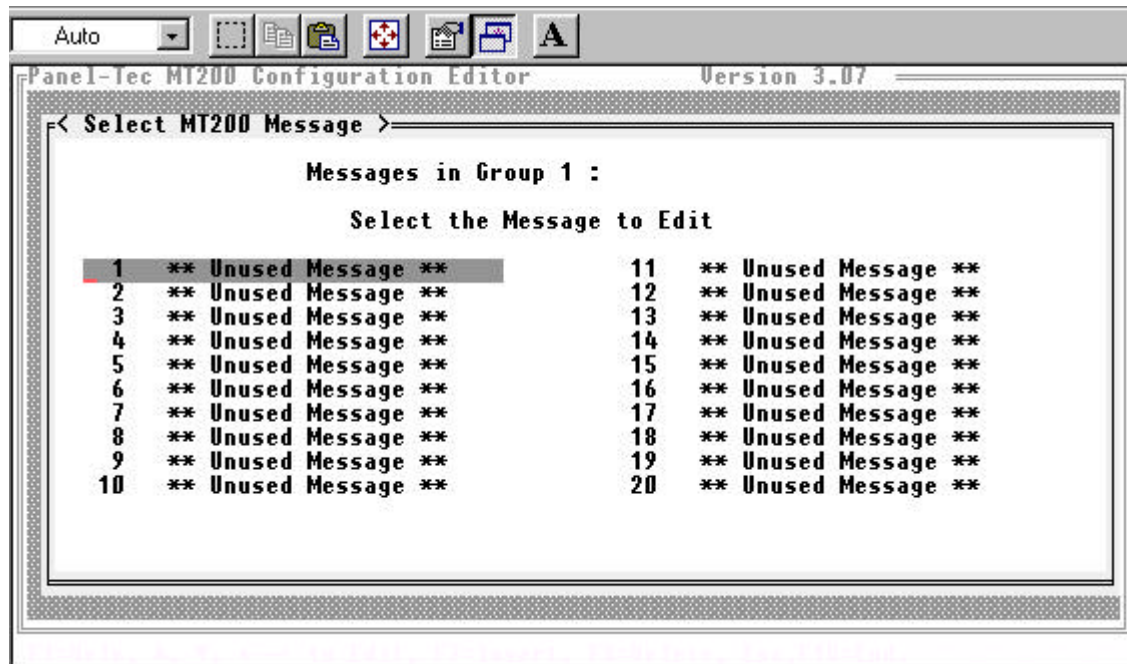 Auto
A
Panel-Tec MT200 Configuration Editor Version 3.07
< Select MT200 Message >
Messages in Group 1 :
Select the Message to Edit
1 ** Unused Message ** 11 ** Unused Message **
2 ** Unused Message ** 12 ** Unused Message **
3 ** Unused Message ** 13 ** Unused Message **
4 ** Unused Message ** 14 ** Unused Message **
5 ** Unused Message ** 15 ** Unused Message **
6 ** Unused Message ** 16 ** Unused Message **
7 ** Unused Message ** 17 ** Unused Message **
8 ** Unused Message ** 18 ** Unused Message **
9 ** Unused Message ** 19 ** Unused Message **
10 ** Unused Message ** 20 ** Unused Message **